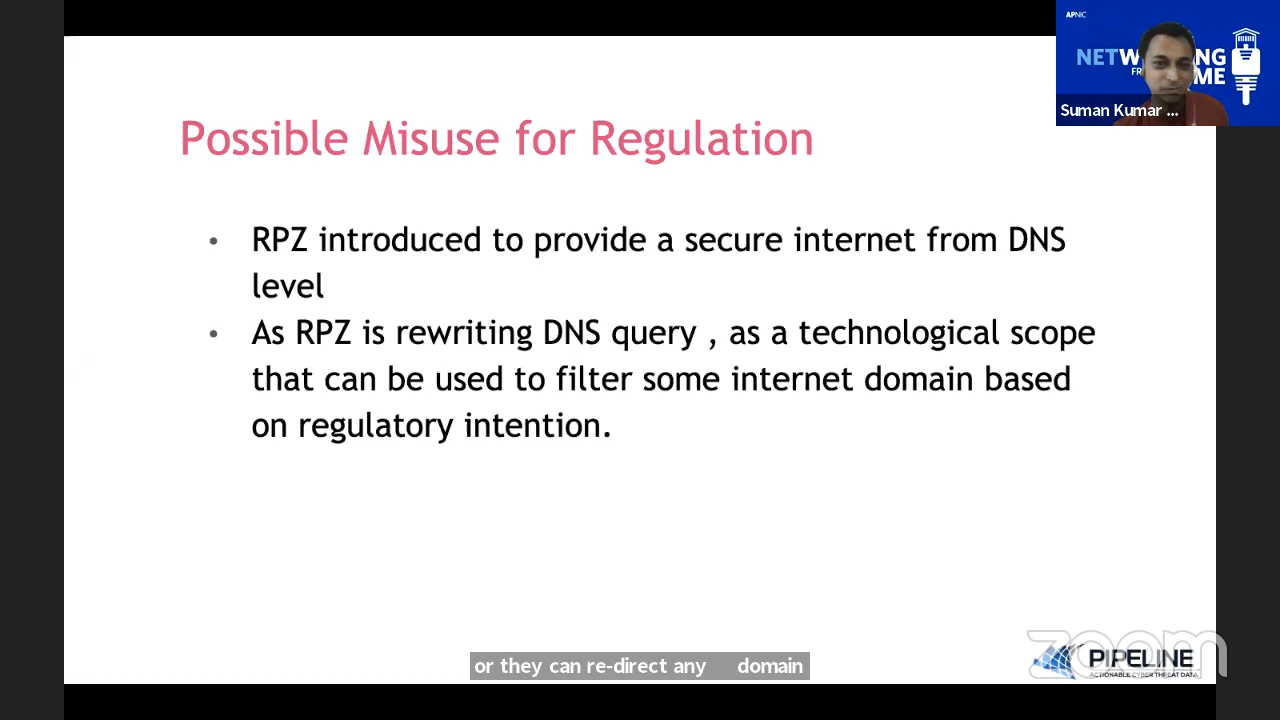 APNIC
NETW NG
FR ME
Suman Kumar ...
Possible Misuse for Regulation
• RPZ introduced to provide a secure internet from DNS
level
• As RPZ is rewriting DNS query , as a technological scope
that can be used to filter some internet domain based
on regulatory intention.
or they can re-direct any domain
zoom
PIPELINE
ACTIONABLE CYBER THREAT DATA